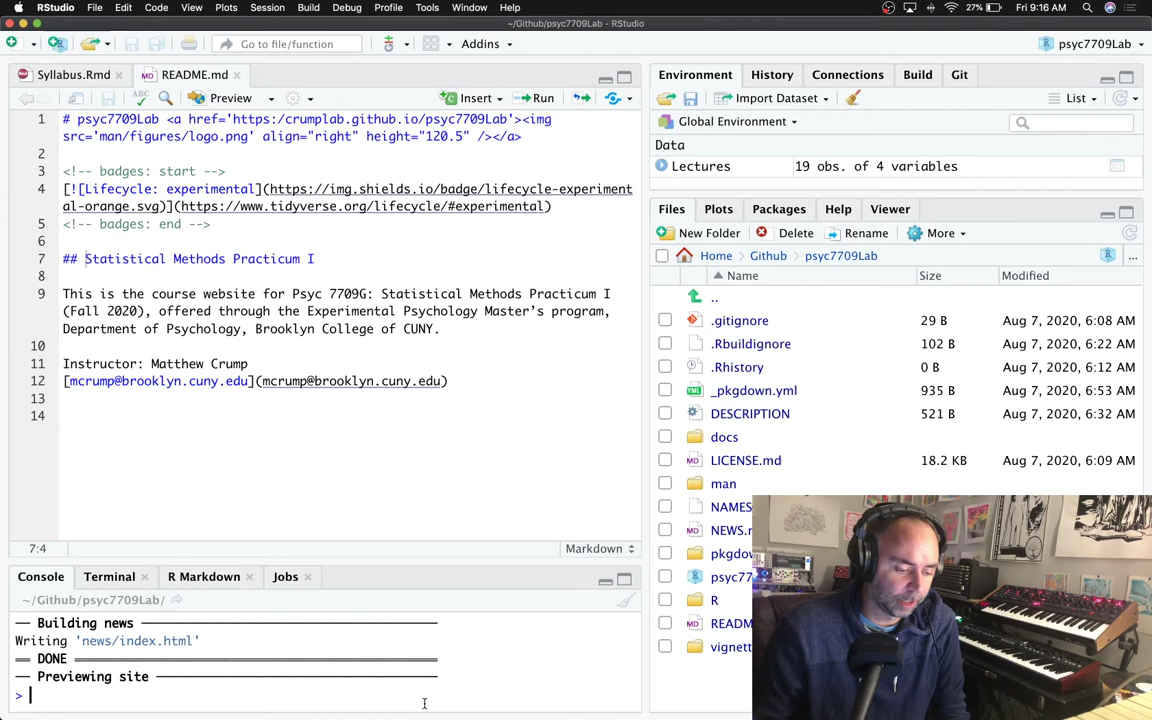 RStudio File Edit Code View Plots Session Build Debug Profile Tools Window Help 27% Fri 9:16 AM
~/Github/psyc7709Lab - RStudio
Go to file/function Addins psyc7709Lab
Syllabus.Rmd README.md
Preview Insert Run
1 # psyc7709Lab <a href='https:/crumplab.github.io/psyc7709Lab'><img
src='man/figures/logo.png' align="right" height="120.5" /></a>
2
3 <!-- badges: start -->
4 [![Lifecycle: experimental](https://img.shields.io/badge/lifecycle-experiment
al-orange.svg)](https://www.tidyverse.org/lifecycle/#experimental)
5 <!-- badges: end -->
6
7 ## Statistical Methods Practicum I
8
9 This is the course website for Psyc 7709G: Statistical Methods Practicum I
(Fall 2020), offered through the Experimental Psychology Master's program,
Department of Psychology, Brooklyn College of CUNY.
10
11 Instructor: Matthew Crump
12 [mcrump@brooklyn.cuny.edu](mcrump@brooklyn.cuny.edu)
13
14
7:4 Markdown
Console Terminal R Markdown Jobs
~/Github/psyc7709Lab/
── Building news ──
Writing 'news/index.html'
══ DONE ══
── Previewing site ──
>
Environment History Connections Build Git
Import Dataset List
Global Environment
Data
Lectures 19 obs. of 4 variables
Files Plots Packages Help Viewer
New Folder Delete Rename More
Home Github psyc7709Lab ...
Name Size Modified
..
.gitignore 29 B Aug 7, 2020, 6:08 AM
.Rbuildignore 102 B Aug 7, 2020, 6:22 AM
.Rhistory 0 B Aug 7, 2020, 6:12 AM
_pkgdown.yml 935 B Aug 7, 2020, 6:53 AM
DESCRIPTION 521 B Aug 7, 2020, 6:32 AM
docs
LICENSE.md 18.2 KB Aug 7, 2020, 6:09 AM
man
NAMES
NEWS.r
pkgdow
psyc77
R
READM
vignett